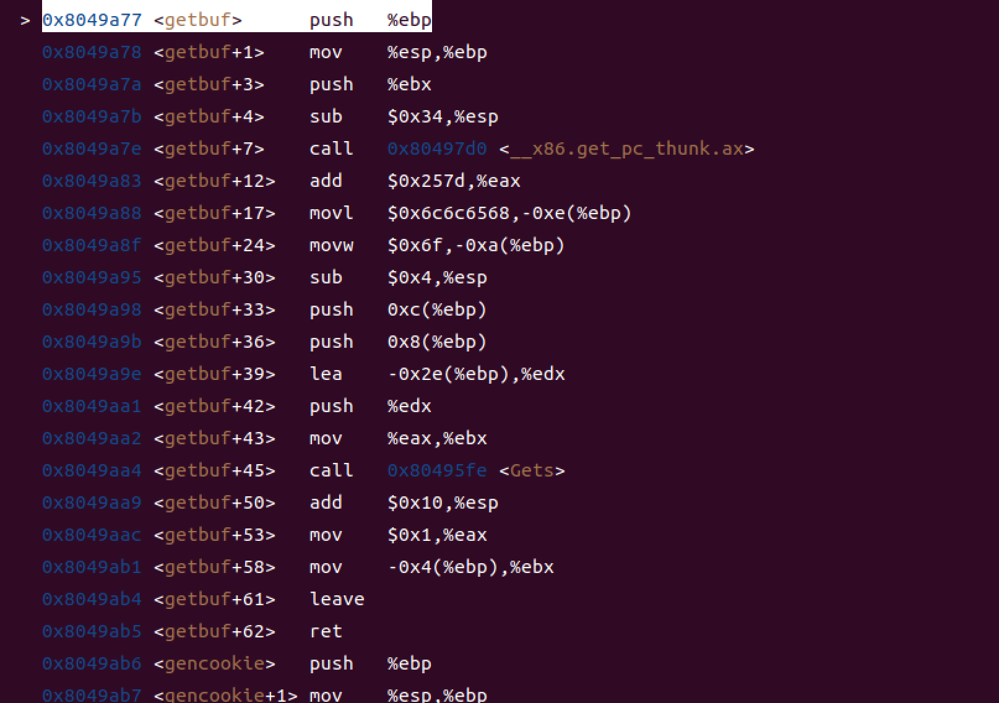 > 0x8049a77 <getbuf> push %ebp
0x8049a78 <getbuf+1> mov %esp,%ebp
0x8049a7a <getbuf+3> push %ebx
0x8049a7b <getbuf+4> sub $0x34,%esp
0x8049a7e <getbuf+7> call 0x80497d0 <__x86.get_pc_thunk.ax>
0x8049a83 <getbuf+12> add $0x257d,%eax
0x8049a88 <getbuf+17> movl $0x6c6c6568,-0xe(%ebp)
0x8049a8f <getbuf+24> movw $0x6f,-0xa(%ebp)
0x8049a95 <getbuf+30> sub $0x4,%esp
0x8049a98 <getbuf+33> push 0xc(%ebp)
0x8049a9b <getbuf+36> push 0x8(%ebp)
0x8049a9e <getbuf+39> lea -0x2e(%ebp),%edx
0x8049aa1 <getbuf+42> push %edx
0x8049aa2 <getbuf+43> mov %eax,%ebx
0x8049aa4 <getbuf+45> call 0x80495fe <Gets>
0x8049aa9 <getbuf+50> add $0x10,%esp
0x8049aac <getbuf+53> mov $0x1,%eax
0x8049ab1 <getbuf+58> mov -0x4(%ebp),%ebx
0x8049ab4 <getbuf+61> leave
0x8049ab5 <getbuf+62> ret
0x8049ab6 <gencookie> push %ebp
0x8049ab7 <gencookie+1> mov %esp,%ebp